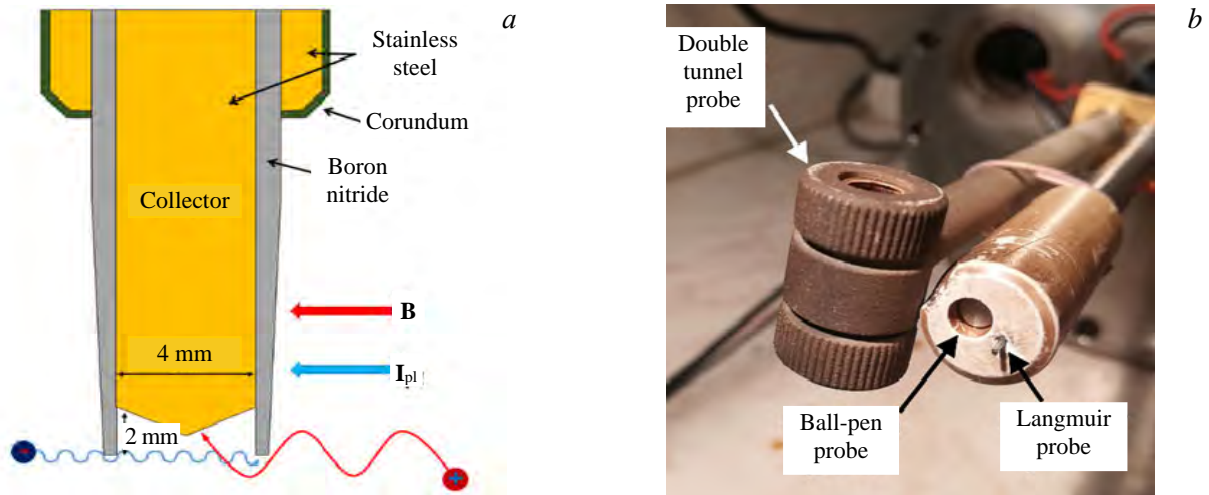 a
Stainless
steel
Corundum
Boron
nitride
Collector
B
4 mm
Ipl
2 mm
b
Double
tunnel
probe
Ball-pen
probe
Langmuir
probe